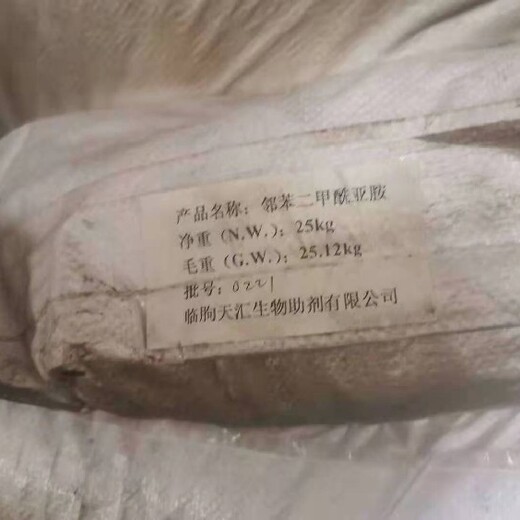 产品名称：邻苯二甲酰亚胺
净重（N.W.）：25kg
毛重（G.W.）：25.12kg
批号：0221
临朐天汇生物助剂有限公司